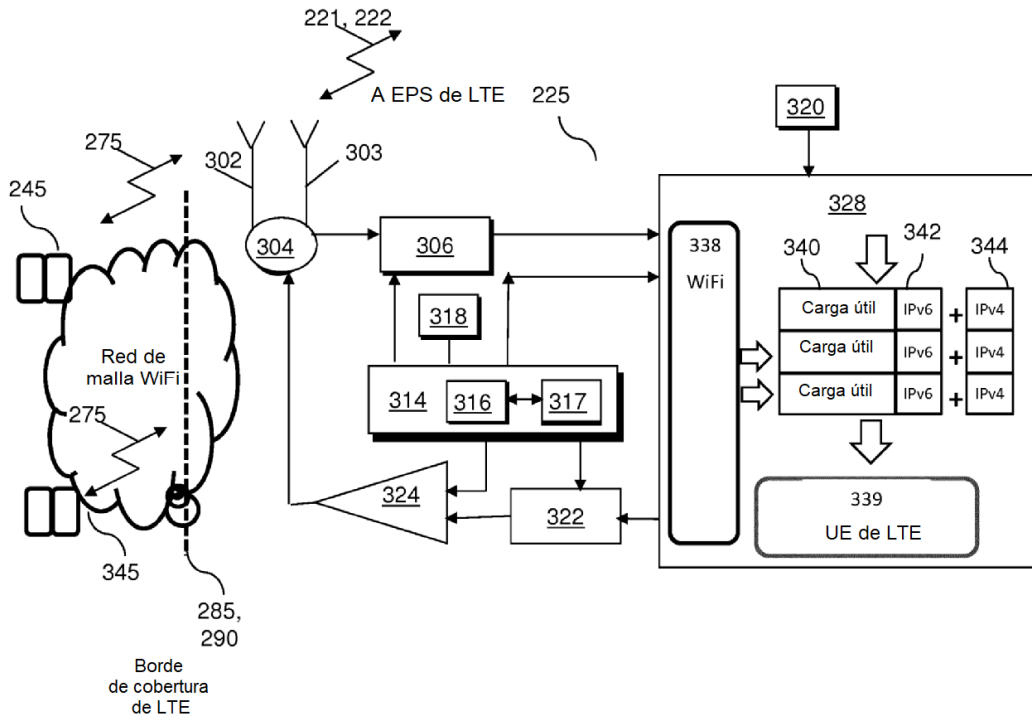 221, 222
A EPS de LTE
225
320
275
302
303
245
328
304
306
338
WiFi
340
342
344
318
Carga útil
IPv6
+
IPv4
Red de
malla WiFi
Carga útil
IPv6
+
IPv4
314
316
317
Carga útil
IPv6
+
IPv4
275
324
322
339
UE de LTE
345
285,
290
Borde
de cobertura
de LTE